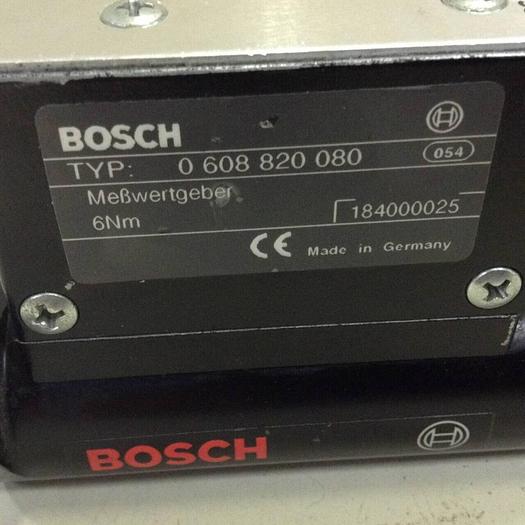 BOSCH
TYP: 0 608 820 080 054
Meßwertgeber
6Nm 184000025
CE Made in Germany
BOSCH